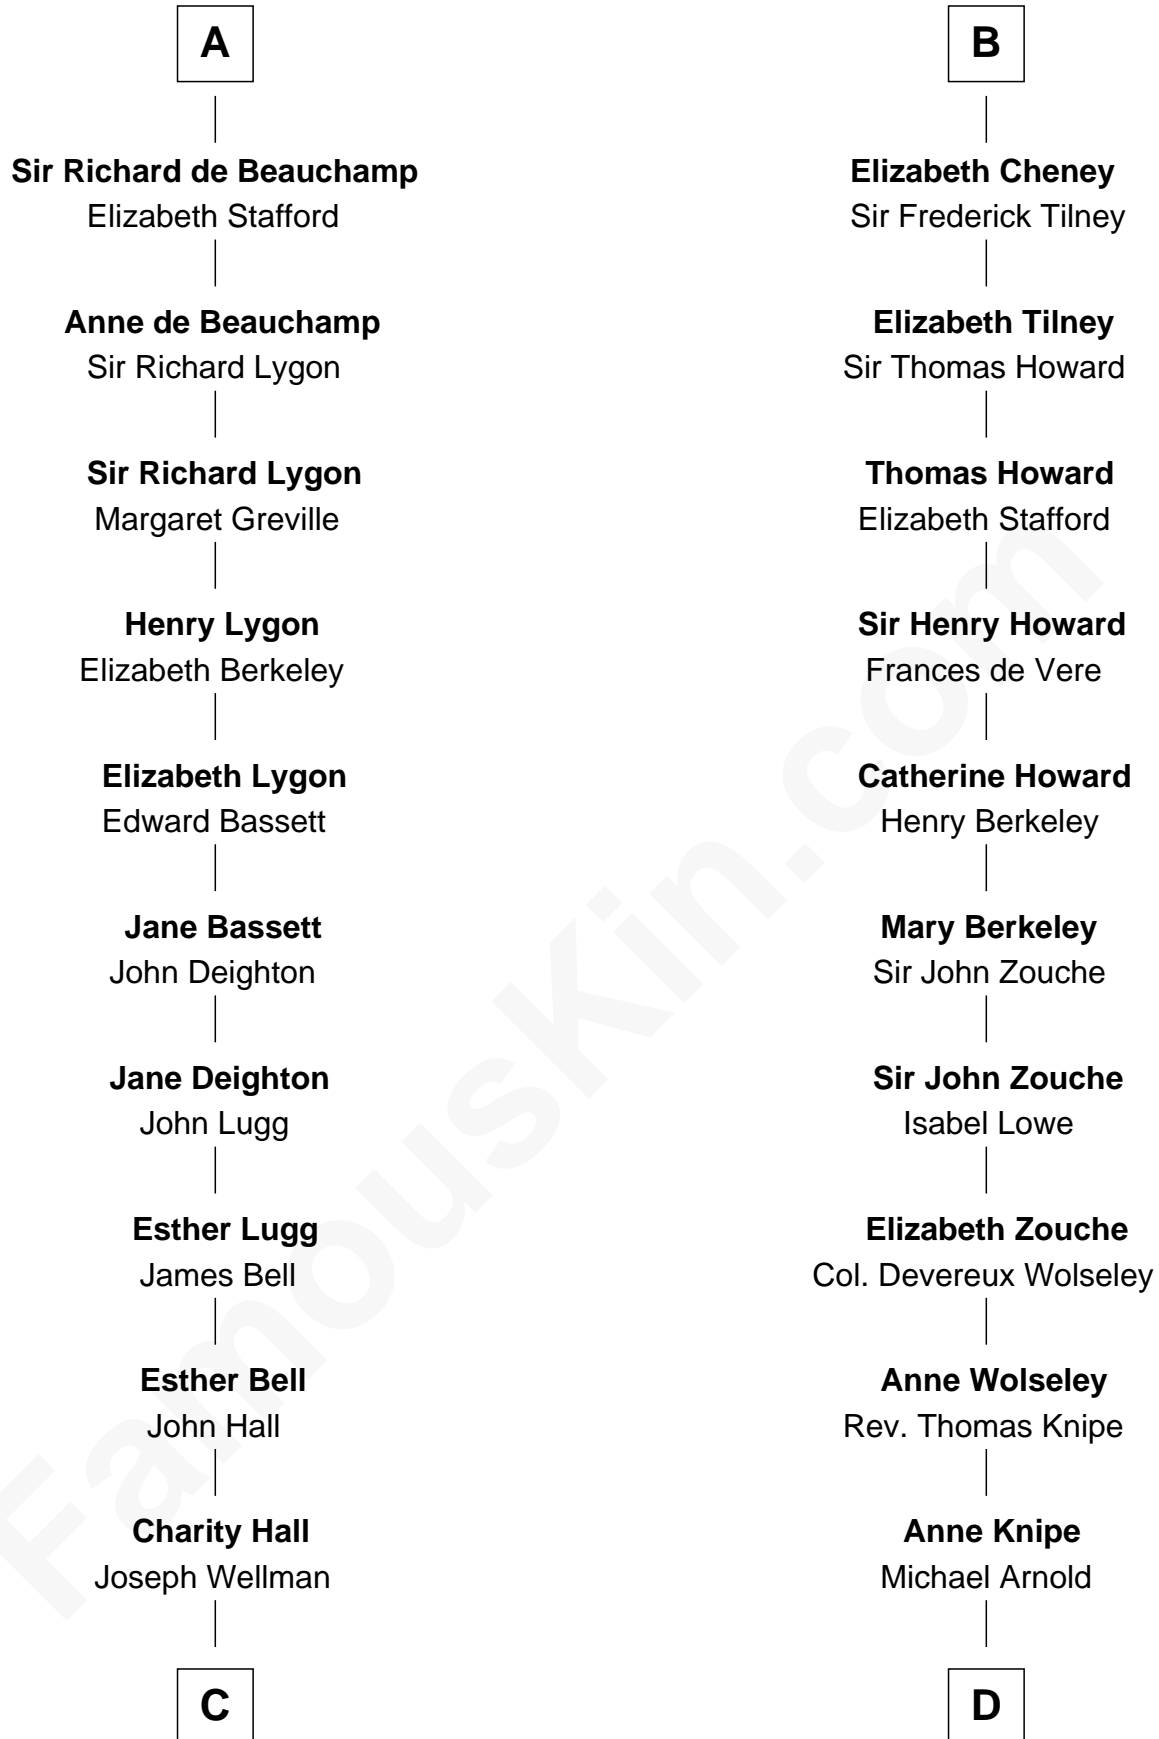 A
Sir Richard de Beauchamp
Elizabeth Stafford
Anne de Beauchamp
Sir Richard Lygon
Sir Richard Lygon
Margaret Greville
Henry Lygon
Elizabeth Berkeley
Elizabeth Lygon
Edward Bassett
Jane Bassett
John Deighton
Jane Deighton
John Lugg
Esther Lugg
James Bell
Esther Bell
John Hall
Charity Hall
Joseph Wellman
C
B
Elizabeth Cheney
Sir Frederick Tilney
Elizabeth Tilney
Sir Thomas Howard
Thomas Howard
Elizabeth Stafford
Sir Henry Howard
Frances de Vere
Catherine Howard
Henry Berkeley
Mary Berkeley
Sir John Zouche
Sir John Zouche
Isabel Lowe
Elizabeth Zouche
Col. Devereux Wolseley
Anne Wolseley
Rev. Thomas Knipe
Anne Knipe
Michael Arnold
D
FamousKin.com